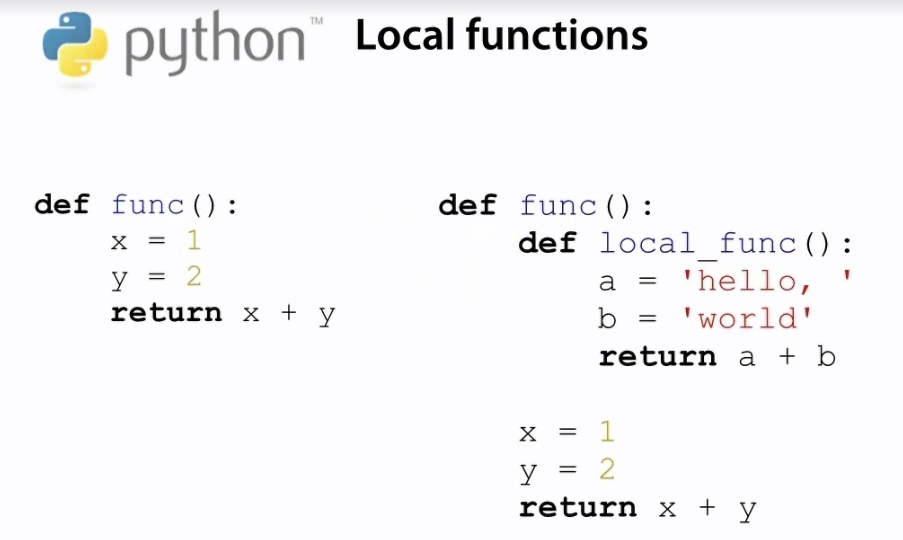 python™ Local functions
def func():
    x = 1
    y = 2
    return x + y
def func():
    def local_func():
        a = 'hello, '
        b = 'world'
        return a + b
    x = 1
    y = 2
    return x + y